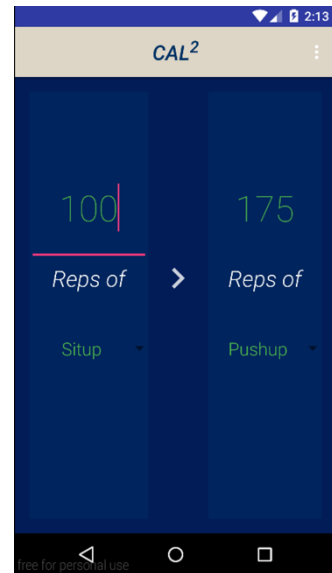 2:13
CAL²
100
175
Reps of
Reps of
Situp
Pushup
free for personal use